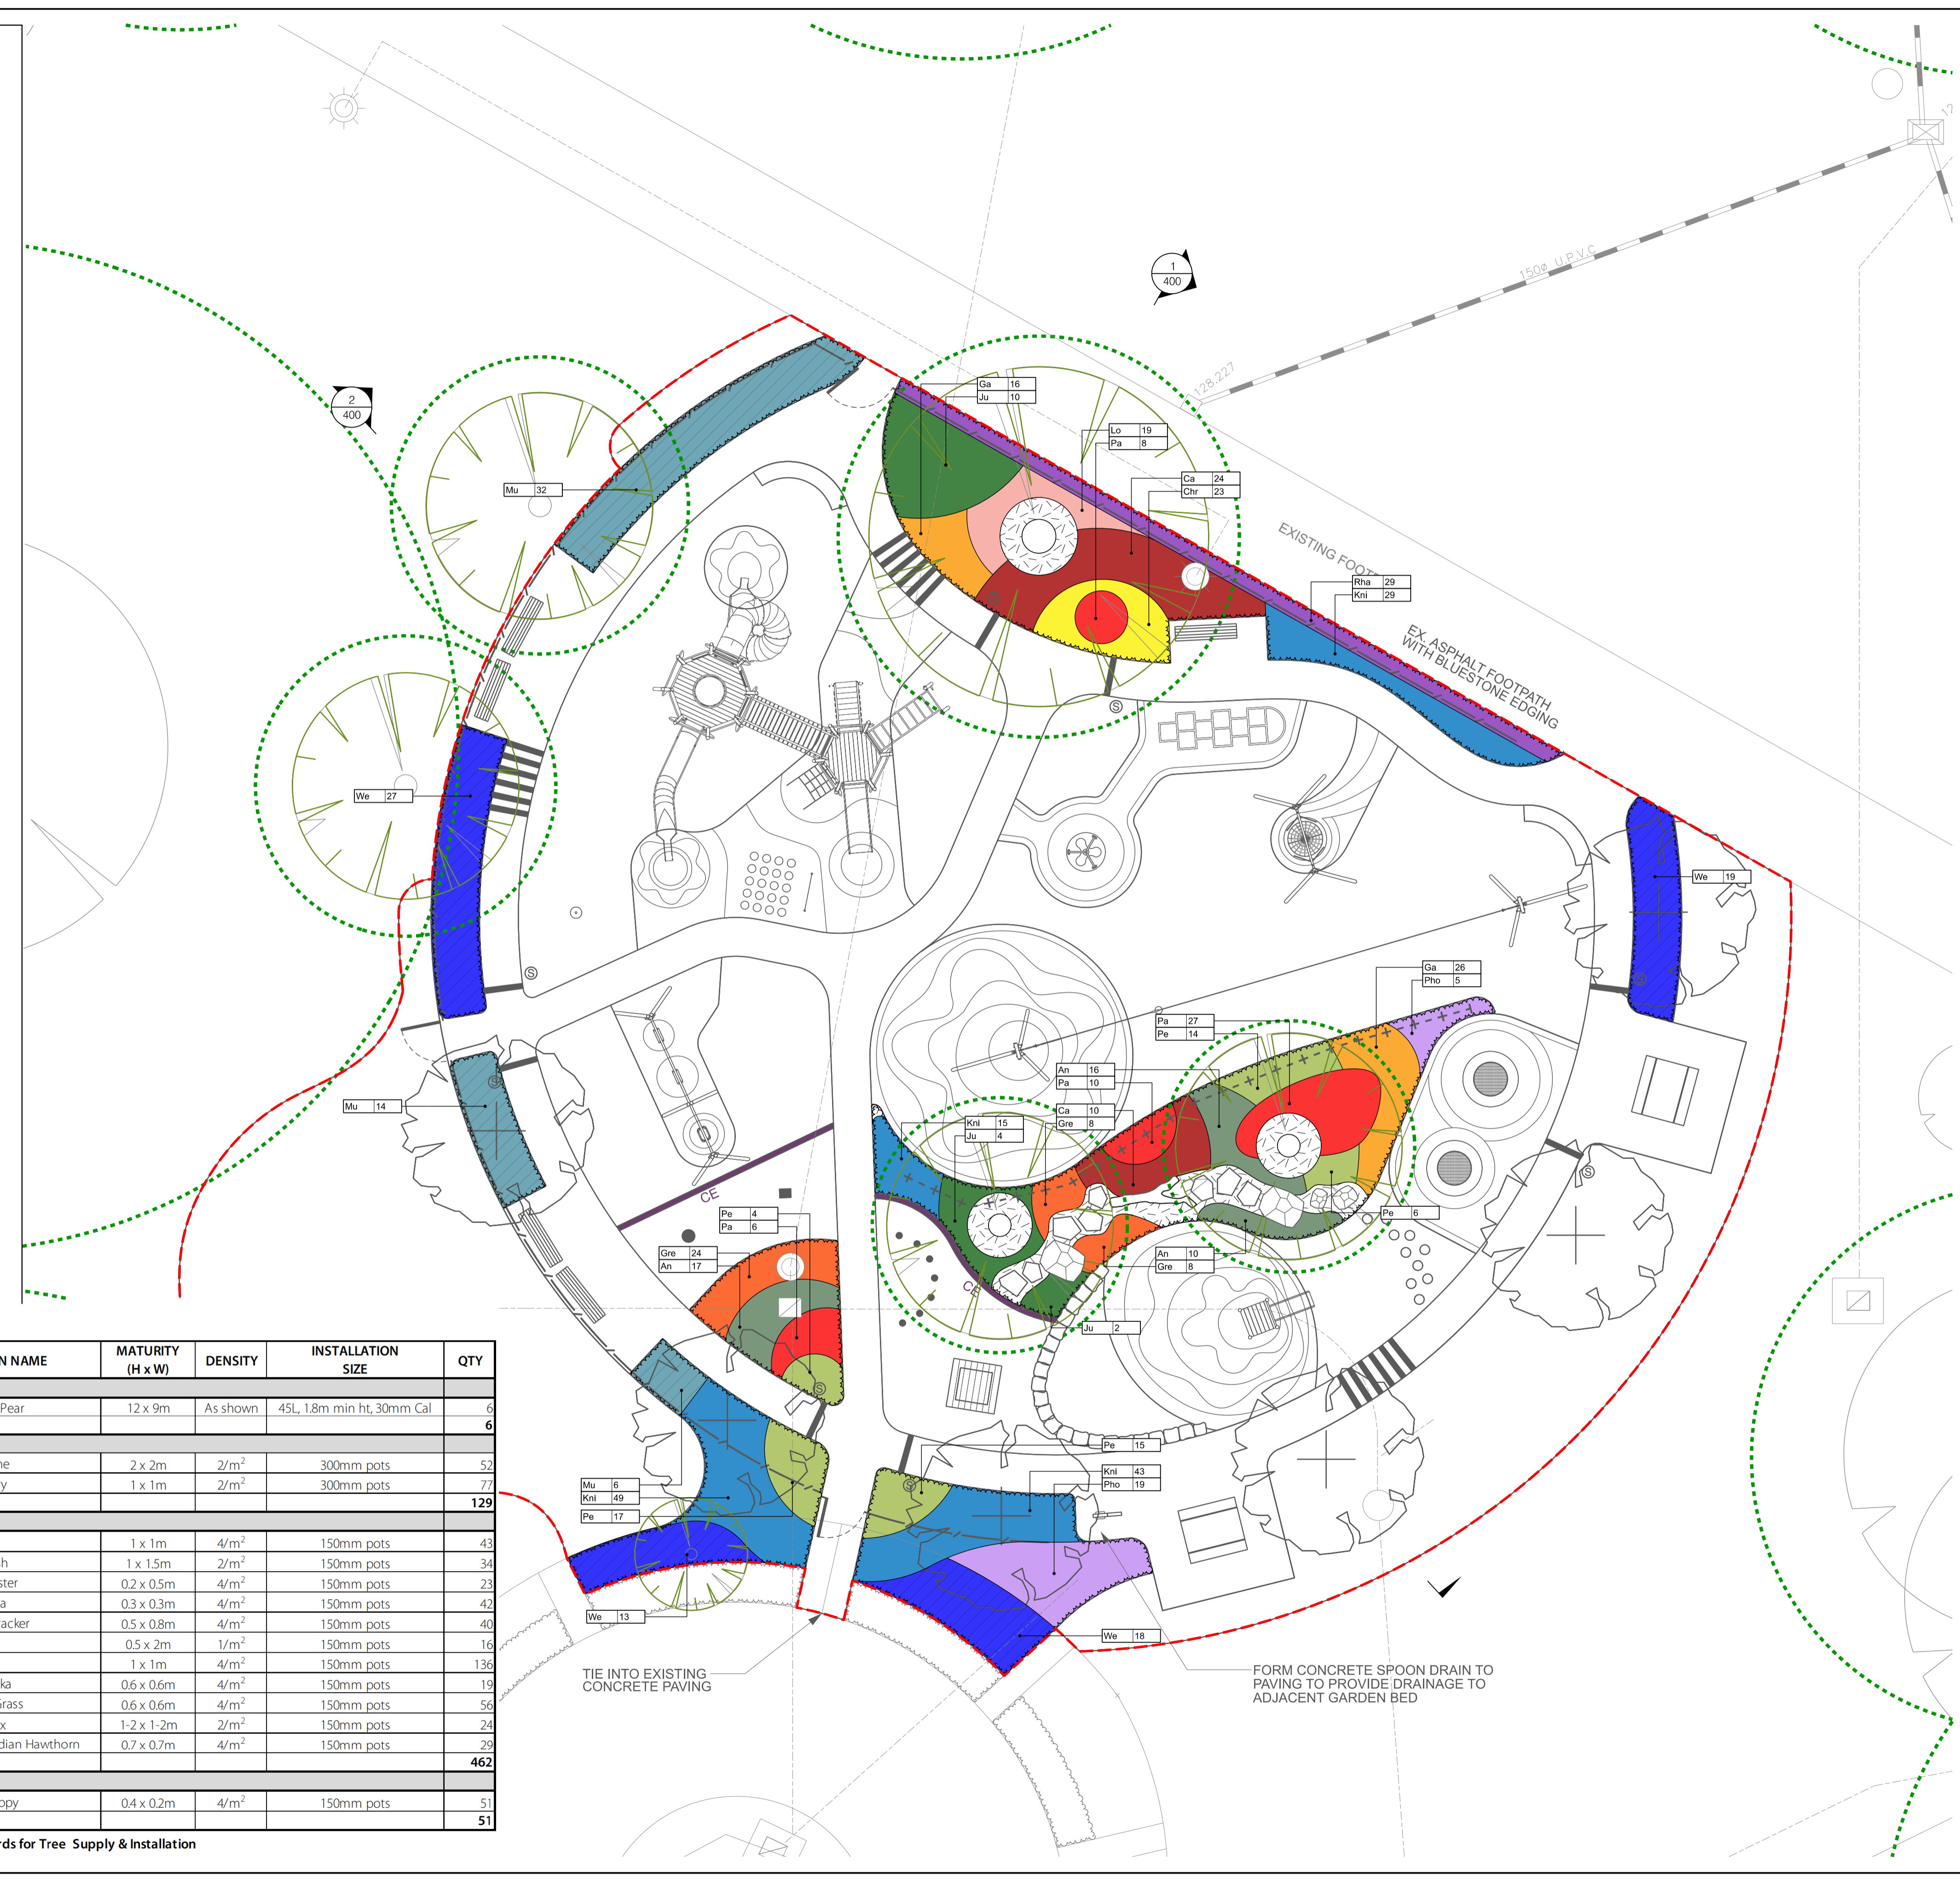 1
400
2
400
150ø U.P.V.C
128.227
Ga 16
Ju 10
Lo 19
Pa 8
Ca 24
Chr 23
Mu 32
EXISTING FOOT
Rha 29
Kni 29
EX. ASPHALT FOOTPATH
WITH BLUESTONE EDGING
We 27
We 19
S
S
S
S
S
S
S
S
S
Ga 26
Pho 5
Pa 27
Pe 14
An 16
Pa 10
Ca 10
Gre 8
Kni 15
Ju 4
Mu 14
CE
Pe 4
Pa 6
Gre 24
An 17
Pe 6
An 10
Gre 8
CE
Ju 2
Pe 15
Kni 43
Pho 19
Mu 6
Kni 49
Pe 17
We 13
We 18
TIE INTO EXISTING
CONCRETE PAVING
FORM CONCRETE SPOON DRAIN TO
PAVING TO PROVIDE DRAINAGE TO
ADJACENT GARDEN BED
N NAME MATURITY (H x W) DENSITY INSTALLATION SIZE QTY
Pear 12 x 9m As shown 45L, 1.8m min ht, 30mm Cal 6
6
ne 2 x 2m 2/m² 300mm pots 52
y 1 x 1m 2/m² 300mm pots 77
129
1 x 1m 4/m² 150mm pots 43
h 1 x 1.5m 2/m² 150mm pots 34
ster 0.2 x 0.5m 4/m² 150mm pots 23
a 0.3 x 0.3m 4/m² 150mm pots 42
racker 0.5 x 0.8m 4/m² 150mm pots 40
0.5 x 2m 1/m² 150mm pots 16
1 x 1m 4/m² 150mm pots 136
ka 0.6 x 0.6m 4/m² 150mm pots 19
Grass 0.6 x 0.6m 4/m² 150mm pots 56
x 1-2 x 1-2m 2/m² 150mm pots 24
dian Hawthorn 0.7 x 0.7m 4/m² 150mm pots 29
462
ppy 0.4 x 0.2m 4/m² 150mm pots 51
51
rds for Tree Supply & Installation